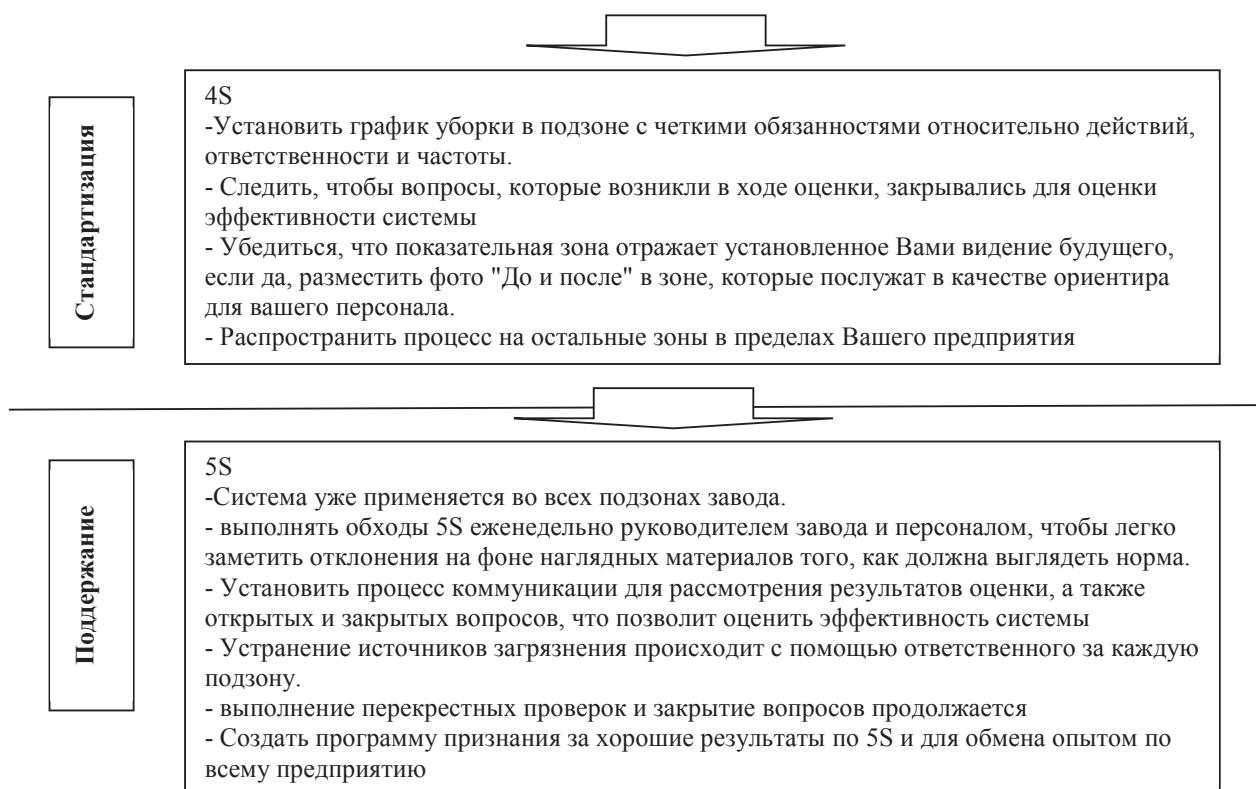 Стандартизация
4S
-Установить график уборки в подзоне с четкими обязанностями относительно действий,
ответственности и частоты.
- Следить, чтобы вопросы, которые возникли в ходе оценки, закрывались для оценки
эффективности системы
- Убедиться, что показательная зона отражает установленное Вами видение будущего,
если да, разместить фото "До и после" в зоне, которые послужат в качестве ориентира
для вашего персонала.
- Распространить процесс на остальные зоны в пределах Вашего предприятия
Поддержание
5S
-Система уже применяется во всех подзонах завода.
- выполнять обходы 5S еженедельно руководителем завода и персоналом, чтобы легко
заметить отклонения на фоне наглядных материалов того, как должна выглядеть норма.
- Установить процесс коммуникации для рассмотрения результатов оценки, а также
открытых и закрытых вопросов, что позволит оценить эффективность системы
- Устранение источников загрязнения происходит с помощью ответственного за каждую
подзону.
- выполнение перекрестных проверок и закрытие вопросов продолжается
- Создать программу признания за хорошие результаты по 5S и для обмена опытом по
всему предприятию